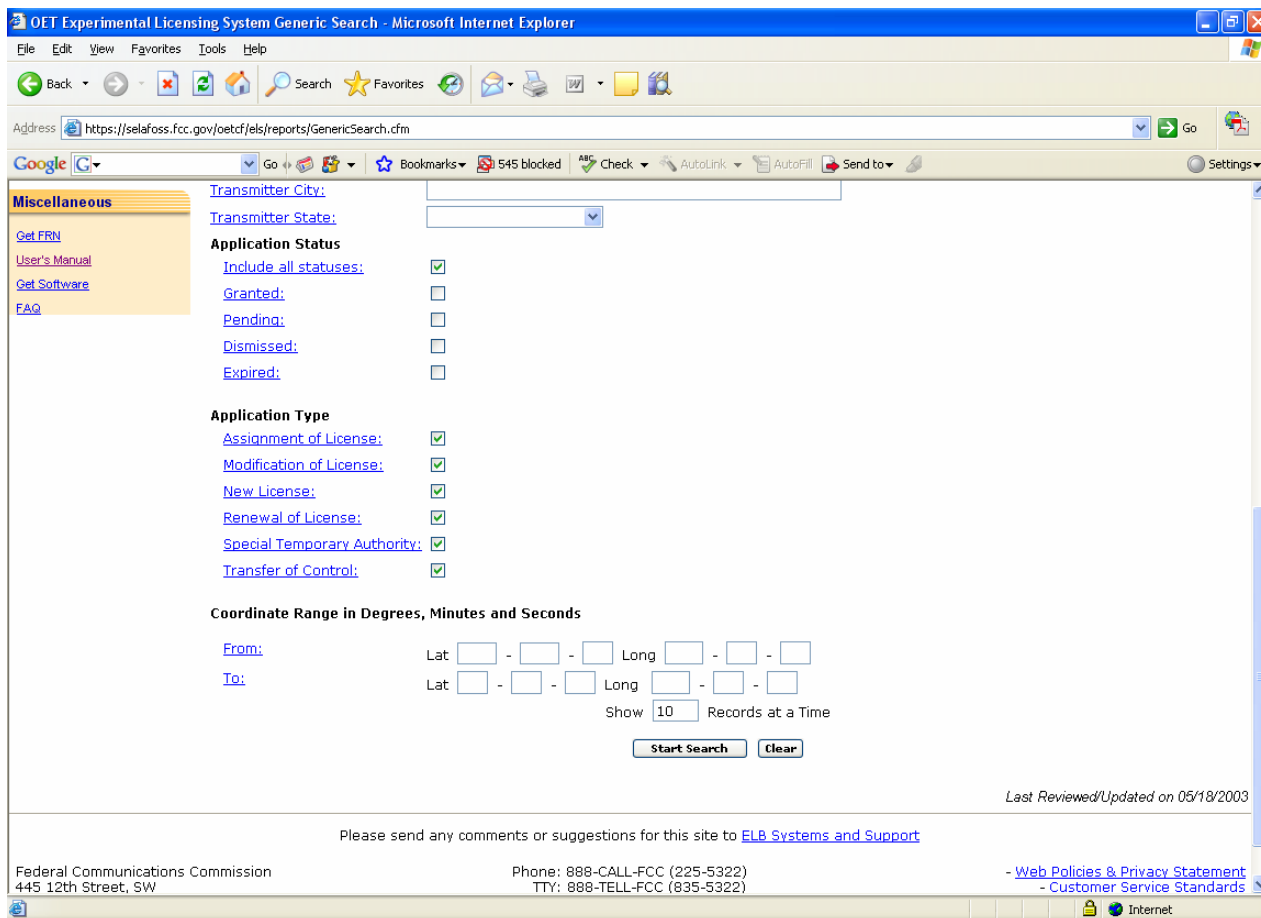 OET Experimental Licensing System Generic Search - Microsoft Internet Explorer
File Edit View Favorites Tools Help
Back Search Favorites
Address https://selafoss.fcc.gov/oetcf/els/reports/GenericSearch.cfm Go
Google G Go Bookmarks 545 blocked ABC Check AutoLink AutoFill Send to Settings
Miscellaneous
Get FRN
User's Manual
Get Software
FAQ
Transmitter City:
Transmitter State:
Application Status
Include all statuses:
Granted:
Pending:
Dismissed:
Expired:
Application Type
Assignment of License:
Modification of License:
New License:
Renewal of License:
Special Temporary Authority:
Transfer of Control:
Coordinate Range in Degrees, Minutes and Seconds
From: Lat - - Long - -
To: Lat - - Long - -
Show 10 Records at a Time
Start Search Clear
Last Reviewed/Updated on 05/18/2003
Please send any comments or suggestions for this site to ELB Systems and Support
Federal Communications Commission Phone: 888-CALL-FCC (225-5322) - Web Policies & Privacy Statement
445 12th Street, SW TTY: 888-TELL-FCC (835-5322) - Customer Service Standards
Internet